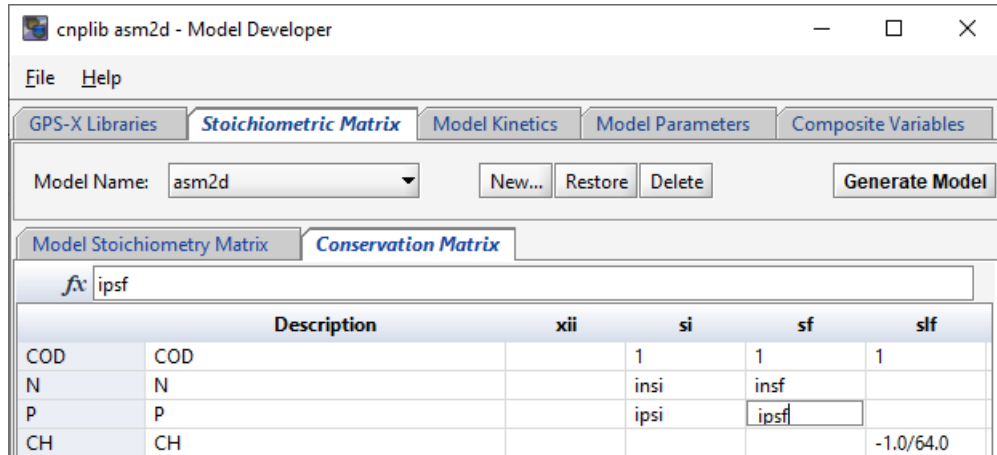 cnplib asm2d - Model Developer
File Help
GPS-X Libraries Stoichiometric Matrix Model Kinetics Model Parameters Composite Variables
Model Name: asm2d New... Restore Delete Generate Model
Model Stoichiometry Matrix Conservation Matrix
fx ipsf
Description xii si sf slf
COD COD 1 1 1
N N insi insf
P P ipsi ipsf
CH CH -1.0/64.0